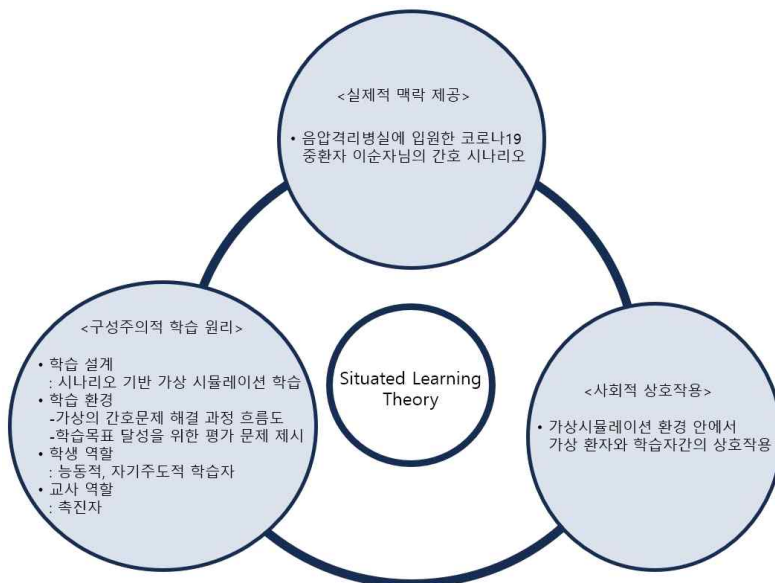 <실제적 맥락 제공>
• 음압격리병실에 입원한 코로나19
중환자 이순자님의 간호 시나리오
<구성주의적 학습 원리>
• 학습 설계
: 시나리오 기반 가상 시뮬레이션 학습
• 학습 환경
-가상의 간호문제 해결 과정 흐름도
-학습목표 달성을 위한 평가 문제 제시
• 학생 역할
: 능동적, 자기주도적 학습자
• 교사 역할
: 촉진자
Situated Learning
Theory
<사회적 상호작용>
• 가상시뮬레이션 환경 안에서
가상 환자와 학습자간의 상호작용